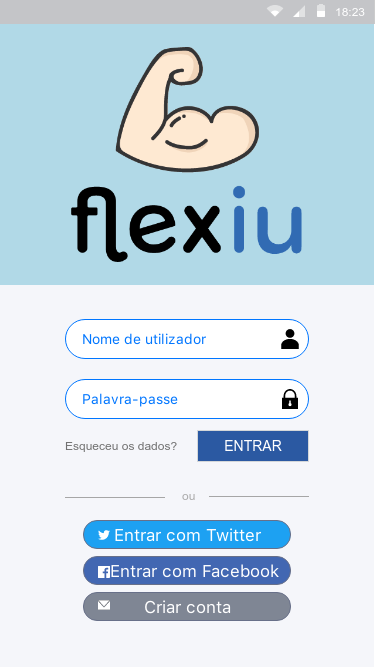 18:23
flexiu
Nome de utilizador
Palavra-passe
Esqueceu os dados? ENTRAR
ou
Entrar com Twitter
Entrar com Facebook
Criar conta